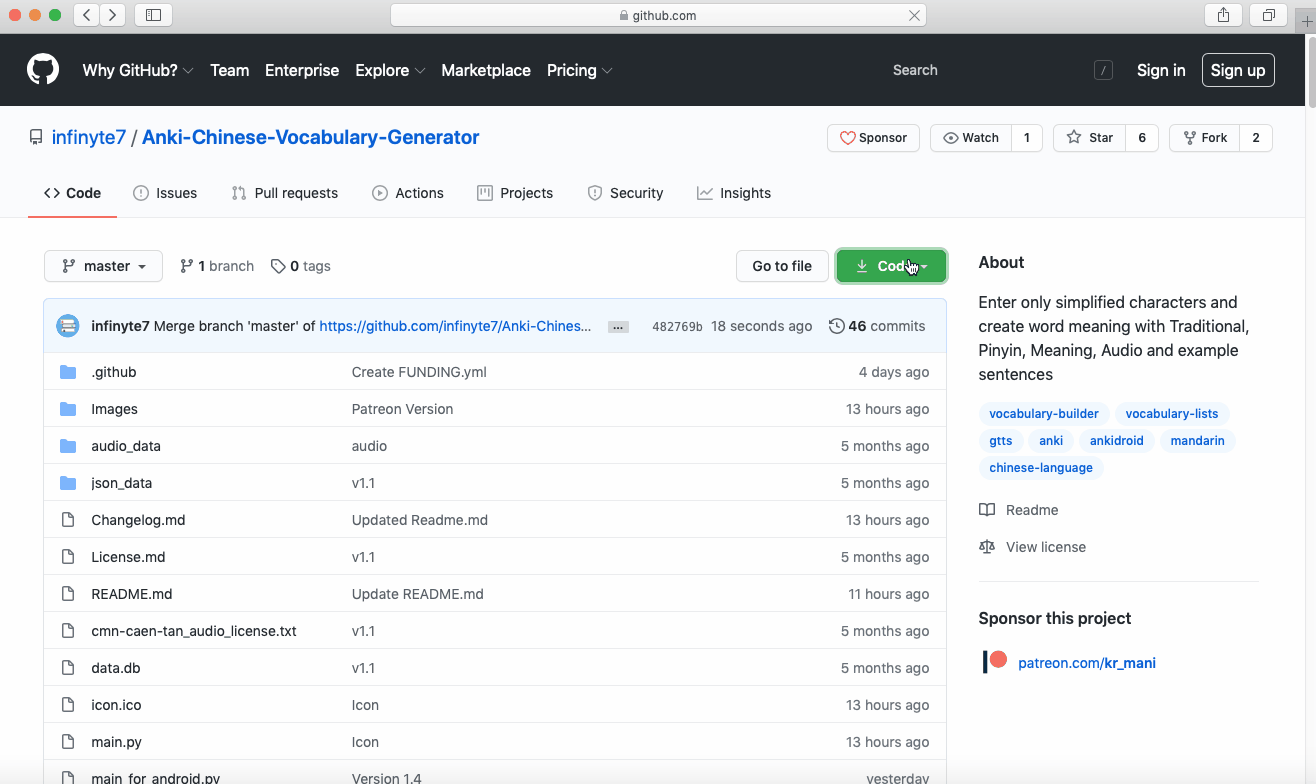 github.com
Why GitHub? Team Enterprise Explore Marketplace Pricing Search / Sign in Sign up
infinyte7 / Anki-Chinese-Vocabulary-Generator Sponsor Watch 1 Star 6 Fork 2
Code Issues Pull requests Actions Projects Security Insights
master 1 branch 0 tags Go to file Code
infinyte7 Merge branch 'master' of https://github.com/infinyte7/Anki-Chines... ... 482769b 18 seconds ago 46 commits
.github Create FUNDING.yml 4 days ago
Images Patreon Version 13 hours ago
audio_data audio 5 months ago
json_data v1.1 5 months ago
Changelog.md Updated Readme.md 13 hours ago
License.md v1.1 5 months ago
README.md Update README.md 11 hours ago
cmn-caen-tan_audio_license.txt v1.1 5 months ago
data.db v1.1 5 months ago
icon.ico Icon 13 hours ago
main.py Icon 13 hours ago
main_for_android.py Version 1.4 yesterday
About
Enter only simplified characters and
create word meaning with Traditional,
Pinyin, Meaning, Audio and example
sentences
vocabulary-builder vocabulary-lists
gtts anki ankidroid mandarin
chinese-language
Readme
View license
Sponsor this project
patreon.com/kr_mani